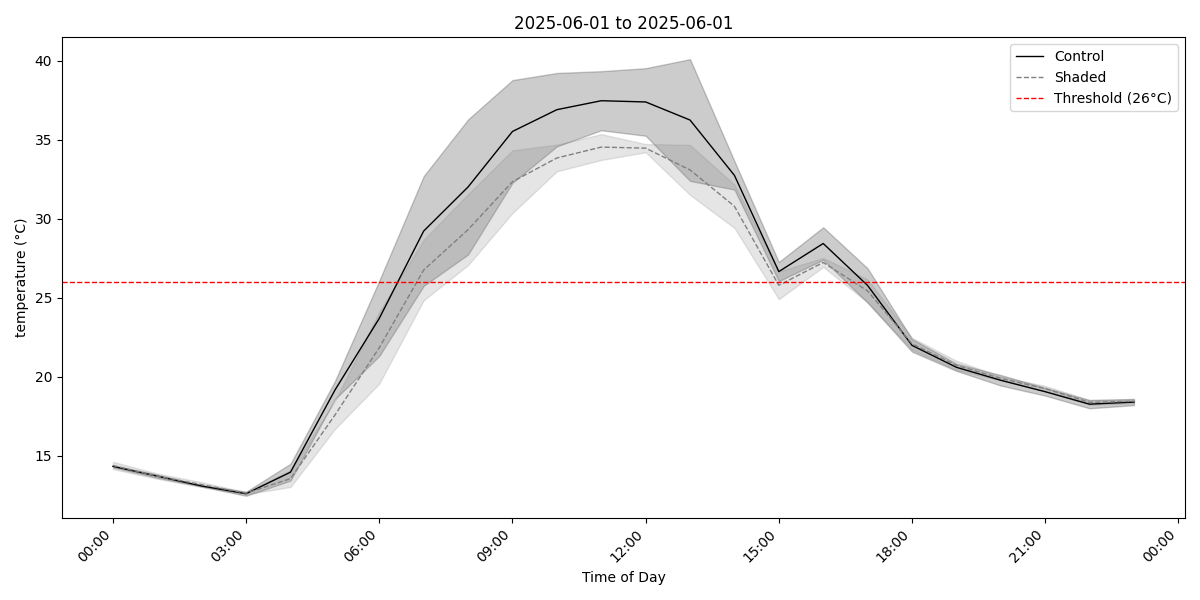 2025-06-01 to 2025-06-01
Control
Shaded
Threshold (26°C)
temperature (°C)
40
35
30
25
20
15
00:00
03:00
06:00
09:00
12:00
15:00
18:00
21:00
00:00
Time of Day